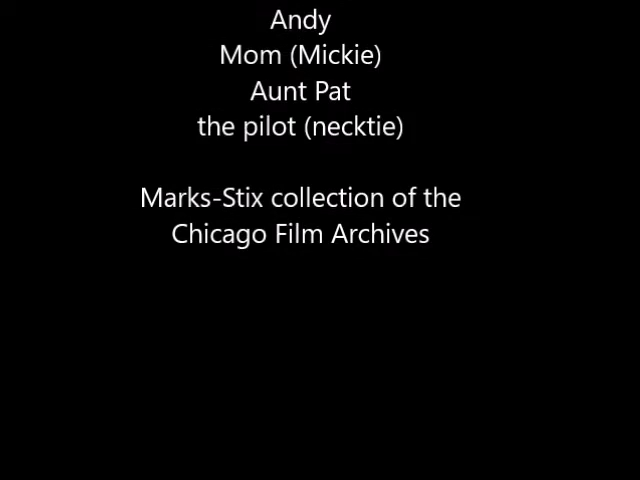 Andy
Mom (Mickie)
Aunt Pat
the pilot (necktie)
Marks-Stix collection of the
Chicago Film Archives